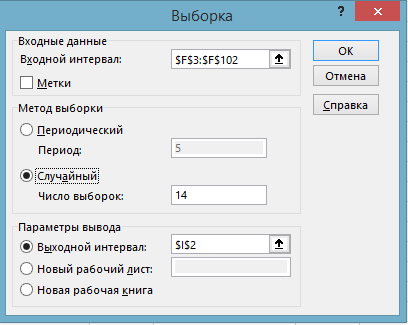 Выборка
? ×
Входные данные
Входной интервал: $F$3:$F$102
Метки
ОК
Отмена
Справка
Метод выборки
Периодический
Период: 5
Случайный
Число выборок: 14
Параметры вывода
Выходной интервал: $I$2
Новый рабочий лист:
Новая рабочая книга